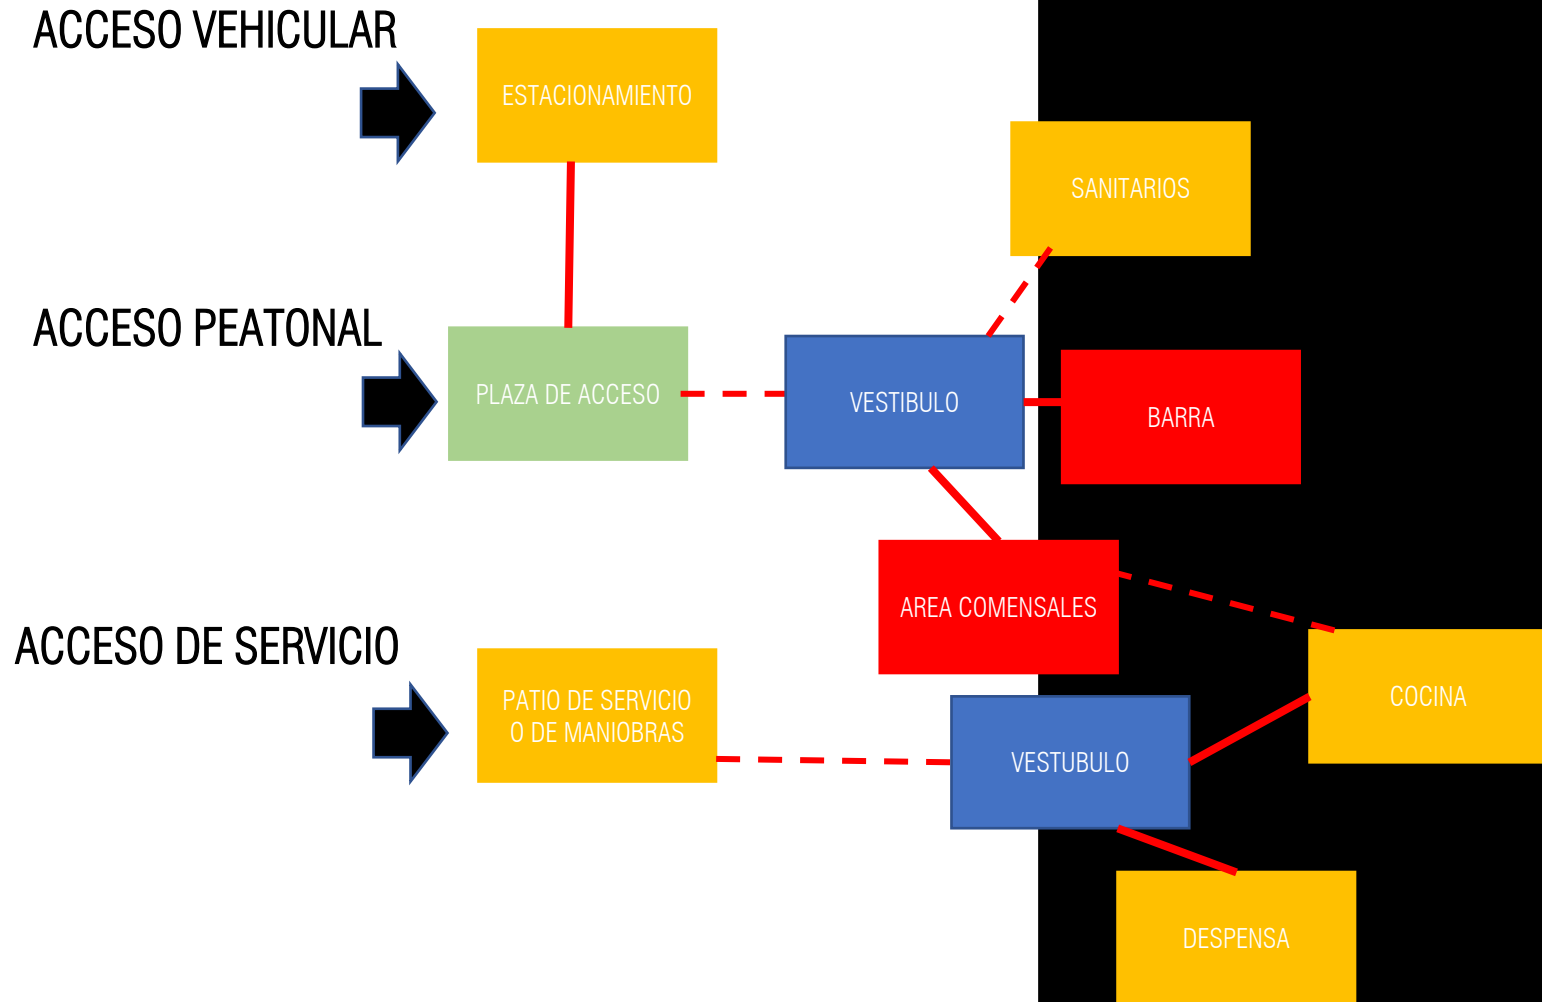 ACCESO VEHICULAR
ESTACIONAMIENTO
SANITARIOS
ACCESO PEATONAL
PLAZA DE ACCESO
VESTIBULO
BARRA
AREA COMENSALES
ACCESO DE SERVICIO
PATIO DE SERVICIO
O DE MANIOBRAS
VESTUBULO
COCINA
DESPENSA